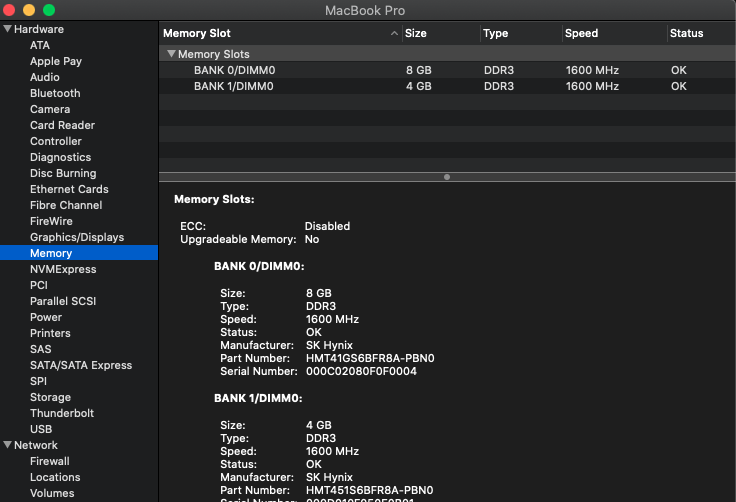 MacBook Pro
Hardware
ATA
Apple Pay
Audio
Bluetooth
Camera
Card Reader
Controller
Diagnostics
Disc Burning
Ethernet Cards
Fibre Channel
FireWire
Graphics/Displays
Memory
NVMExpress
PCI
Parallel SCSI
Power
Printers
SAS
SATA/SATA Express
SPI
Storage
Thunderbolt
USB
Network
Firewall
Locations
Volumes
Memory Slot Size Type Speed Status
Memory Slots
BANK 0/DIMM0 8 GB DDR3 1600 MHz OK
BANK 1/DIMM0 4 GB DDR3 1600 MHz OK
Memory Slots:
ECC: Disabled
Upgradeable Memory: No
BANK 0/DIMM0:
Size: 8 GB
Type: DDR3
Speed: 1600 MHz
Status: OK
Manufacturer: SK Hynix
Part Number: HMT41GS6BFR8A-PBN0
Serial Number: 000C02080F0F0004
BANK 1/DIMM0:
Size: 4 GB
Type: DDR3
Speed: 1600 MHz
Status: OK
Manufacturer: SK Hynix
Part Number: HMT451S6BFR8A-PBN0
Serial Number: